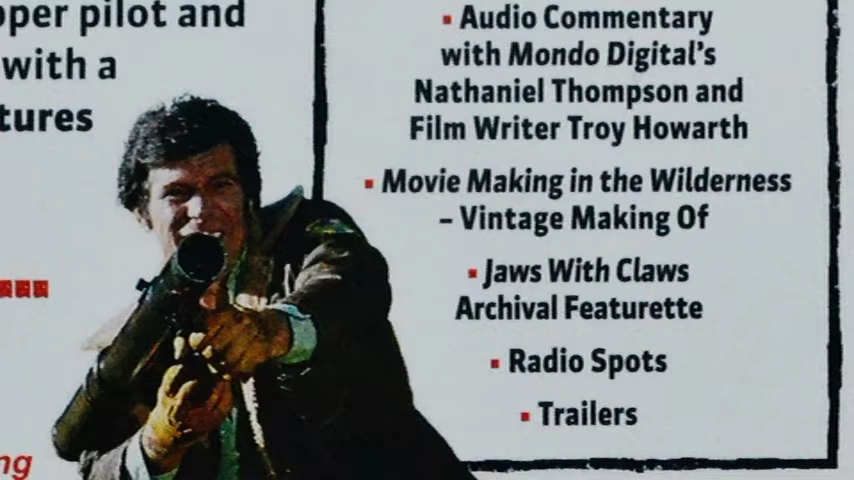 pper pilot and
with a
tures
ng
▪ Audio Commentary
with Mondo Digital's
Nathaniel Thompson and
Film Writer Troy Howarth
▪ Movie Making in the Wilderness
– Vintage Making Of
▪ Jaws With Claws
Archival Featurette
▪ Radio Spots
▪ Trailers